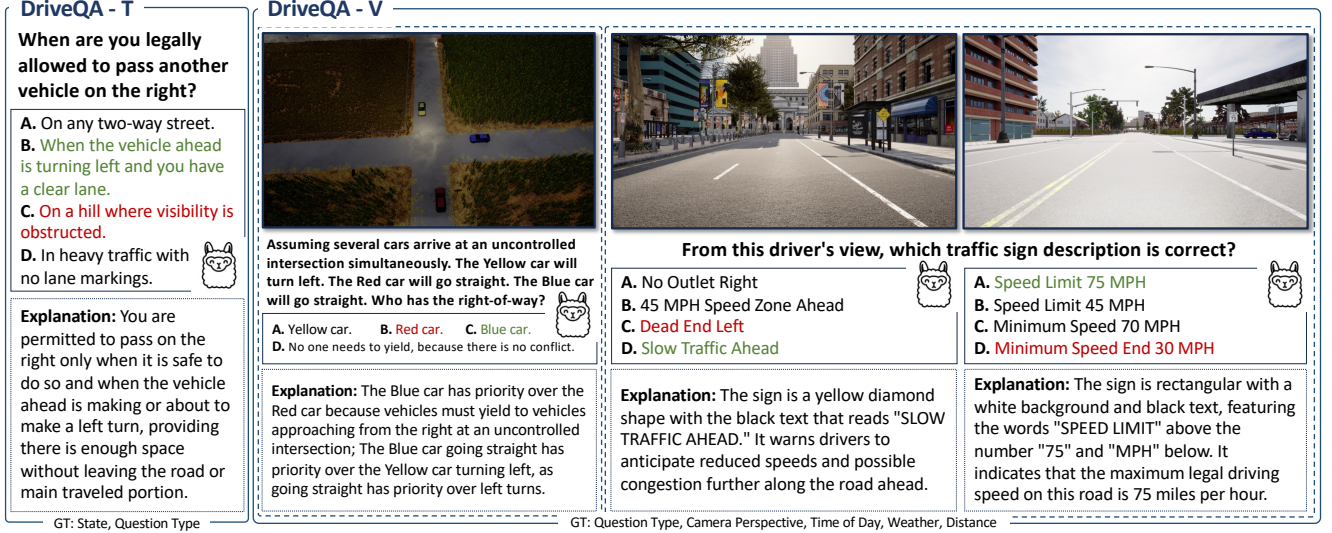 DriveQA - T
When are you legally
allowed to pass another
vehicle on the right?
A. On any two-way street.
B. When the vehicle ahead
is turning left and you have
a clear lane.
C. On a hill where visibility is
obstructed.
D. In heavy traffic with
no lane markings.
Explanation: You are
permitted to pass on the
right only when it is safe to
do so and when the vehicle
ahead is making or about to
make a left turn, providing
there is enough space
without leaving the road or
main traveled portion.
GT: State, Question Type
DriveQA - V
Assuming several cars arrive at an uncontrolled
intersection simultaneously. The Yellow car will
turn left. The Red car will go straight. The Blue car
will go straight. Who has the right-of-way?
A. Yellow car. B. Red car. C. Blue car.
D. No one needs to yield, because there is no conflict.
Explanation: The Blue car has priority over the
Red car because vehicles must yield to vehicles
approaching from the right at an uncontrolled
intersection; The Blue car going straight has
priority over the Yellow car turning left, as
going straight has priority over left turns.
From this driver's view, which traffic sign description is correct?
A. No Outlet Right
B. 45 MPH Speed Zone Ahead
C. Dead End Left
D. Slow Traffic Ahead
Explanation: The sign is a yellow diamond
shape with the black text that reads "SLOW
TRAFFIC AHEAD." It warns drivers to
anticipate reduced speeds and possible
congestion further along the road ahead.
A. Speed Limit 75 MPH
B. Speed Limit 45 MPH
C. Minimum Speed 70 MPH
D. Minimum Speed End 30 MPH
Explanation: The sign is rectangular with a
white background and black text, featuring
the words "SPEED LIMIT" above the
number "75" and "MPH" below. It
indicates that the maximum legal driving
speed on this road is 75 miles per hour.
GT: Question Type, Camera Perspective, Time of Day, Weather, Distance